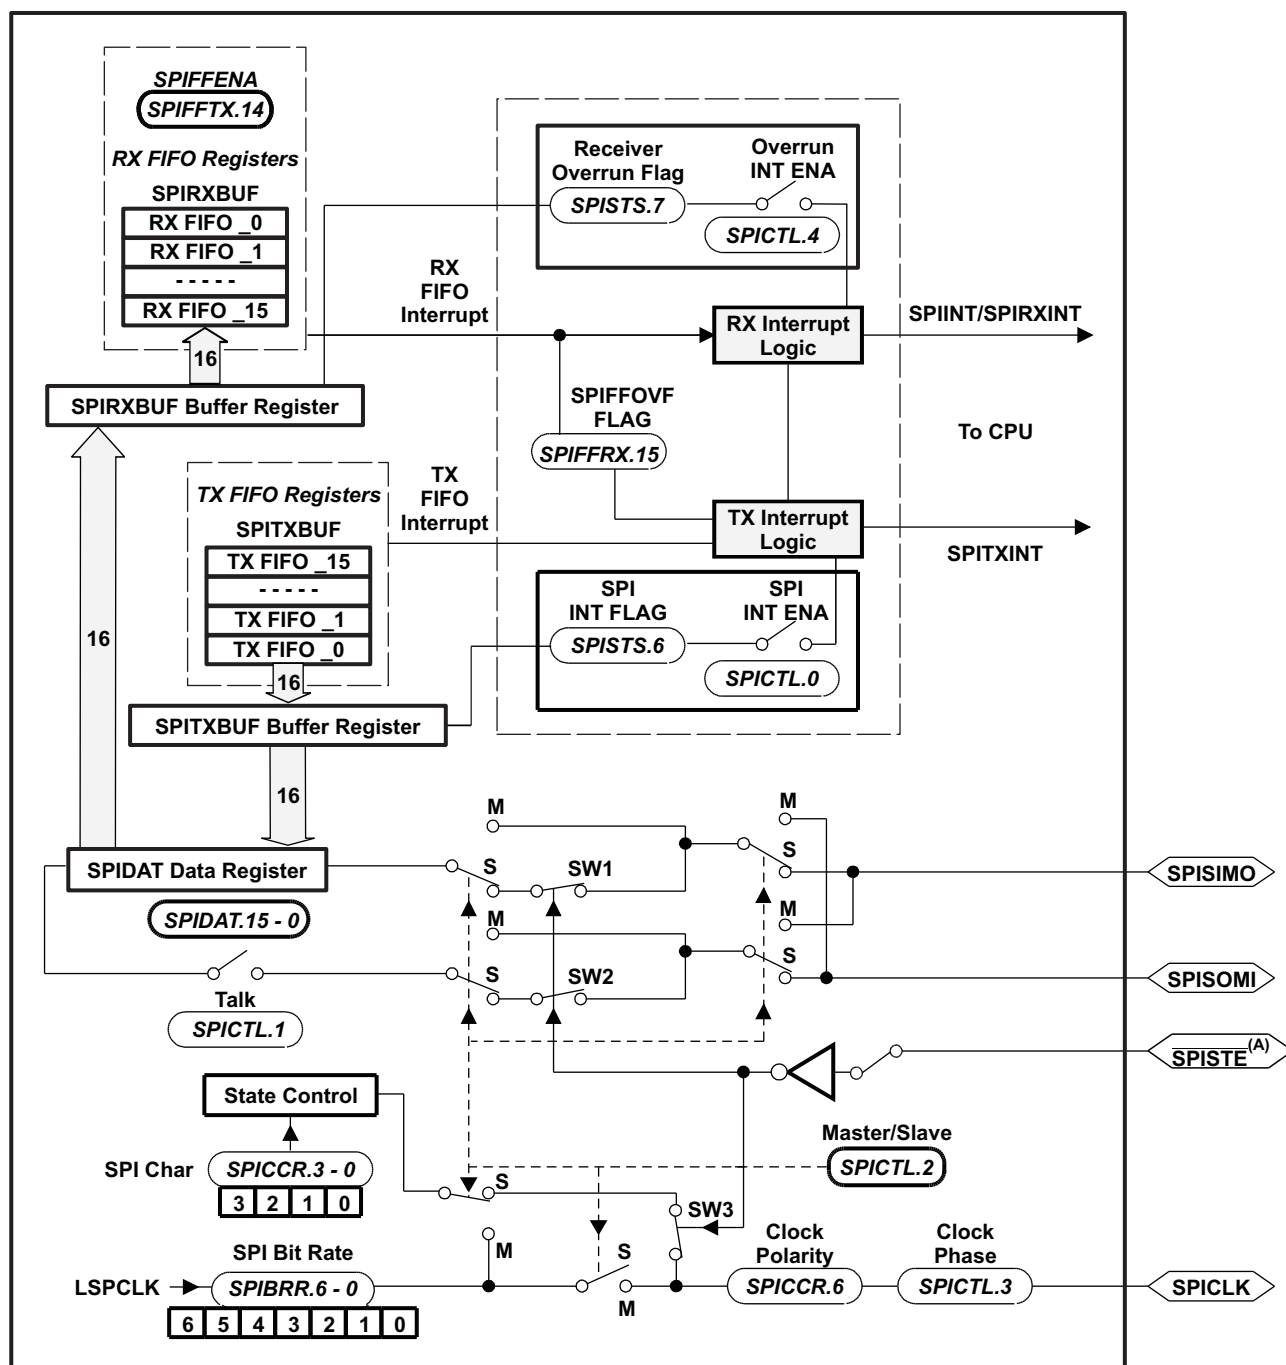 SPIFFENA
SPIFFTX.14
RX FIFO Registers
SPIRXBUF
RX FIFO _0
RX FIFO _1
- - - - -
RX FIFO _15
16
SPIRXBUF Buffer Register
Receiver
Overrun Flag
SPISTS.7
Overrun
INT ENA
SPICTL.4
RX
FIFO
Interrupt
RX Interrupt
Logic
SPIINT/SPIRXINT
SPIFFOVF
FLAG
SPIFFRX.15
To CPU
TX FIFO Registers
SPITXBUF
TX FIFO _15
- - - - -
TX FIFO _1
TX FIFO _0
16
TX
FIFO
Interrupt
TX Interrupt
Logic
SPITXINT
SPI
INT FLAG
SPISTS.6
SPI
INT ENA
SPICTL.0
16
SPITXBUF Buffer Register
16
SPIDAT Data Register
SPIDAT.15 - 0
M
S
SW1
M
S
SPISIMO
M
S
SW2
M
S
SPISOMI
Talk
SPICTL.1
SPISTE(A)
State Control
Master/Slave
SPICTL.2
SPI Char
SPICCR.3 - 0
3 2 1 0
S
M
SW3
SPI Bit Rate
LSPCLK
SPIBRR.6 - 0
6 5 4 3 2 1 0
S
M
Clock
Polarity
SPICCR.6
Clock
Phase
SPICTL.3
SPICLK